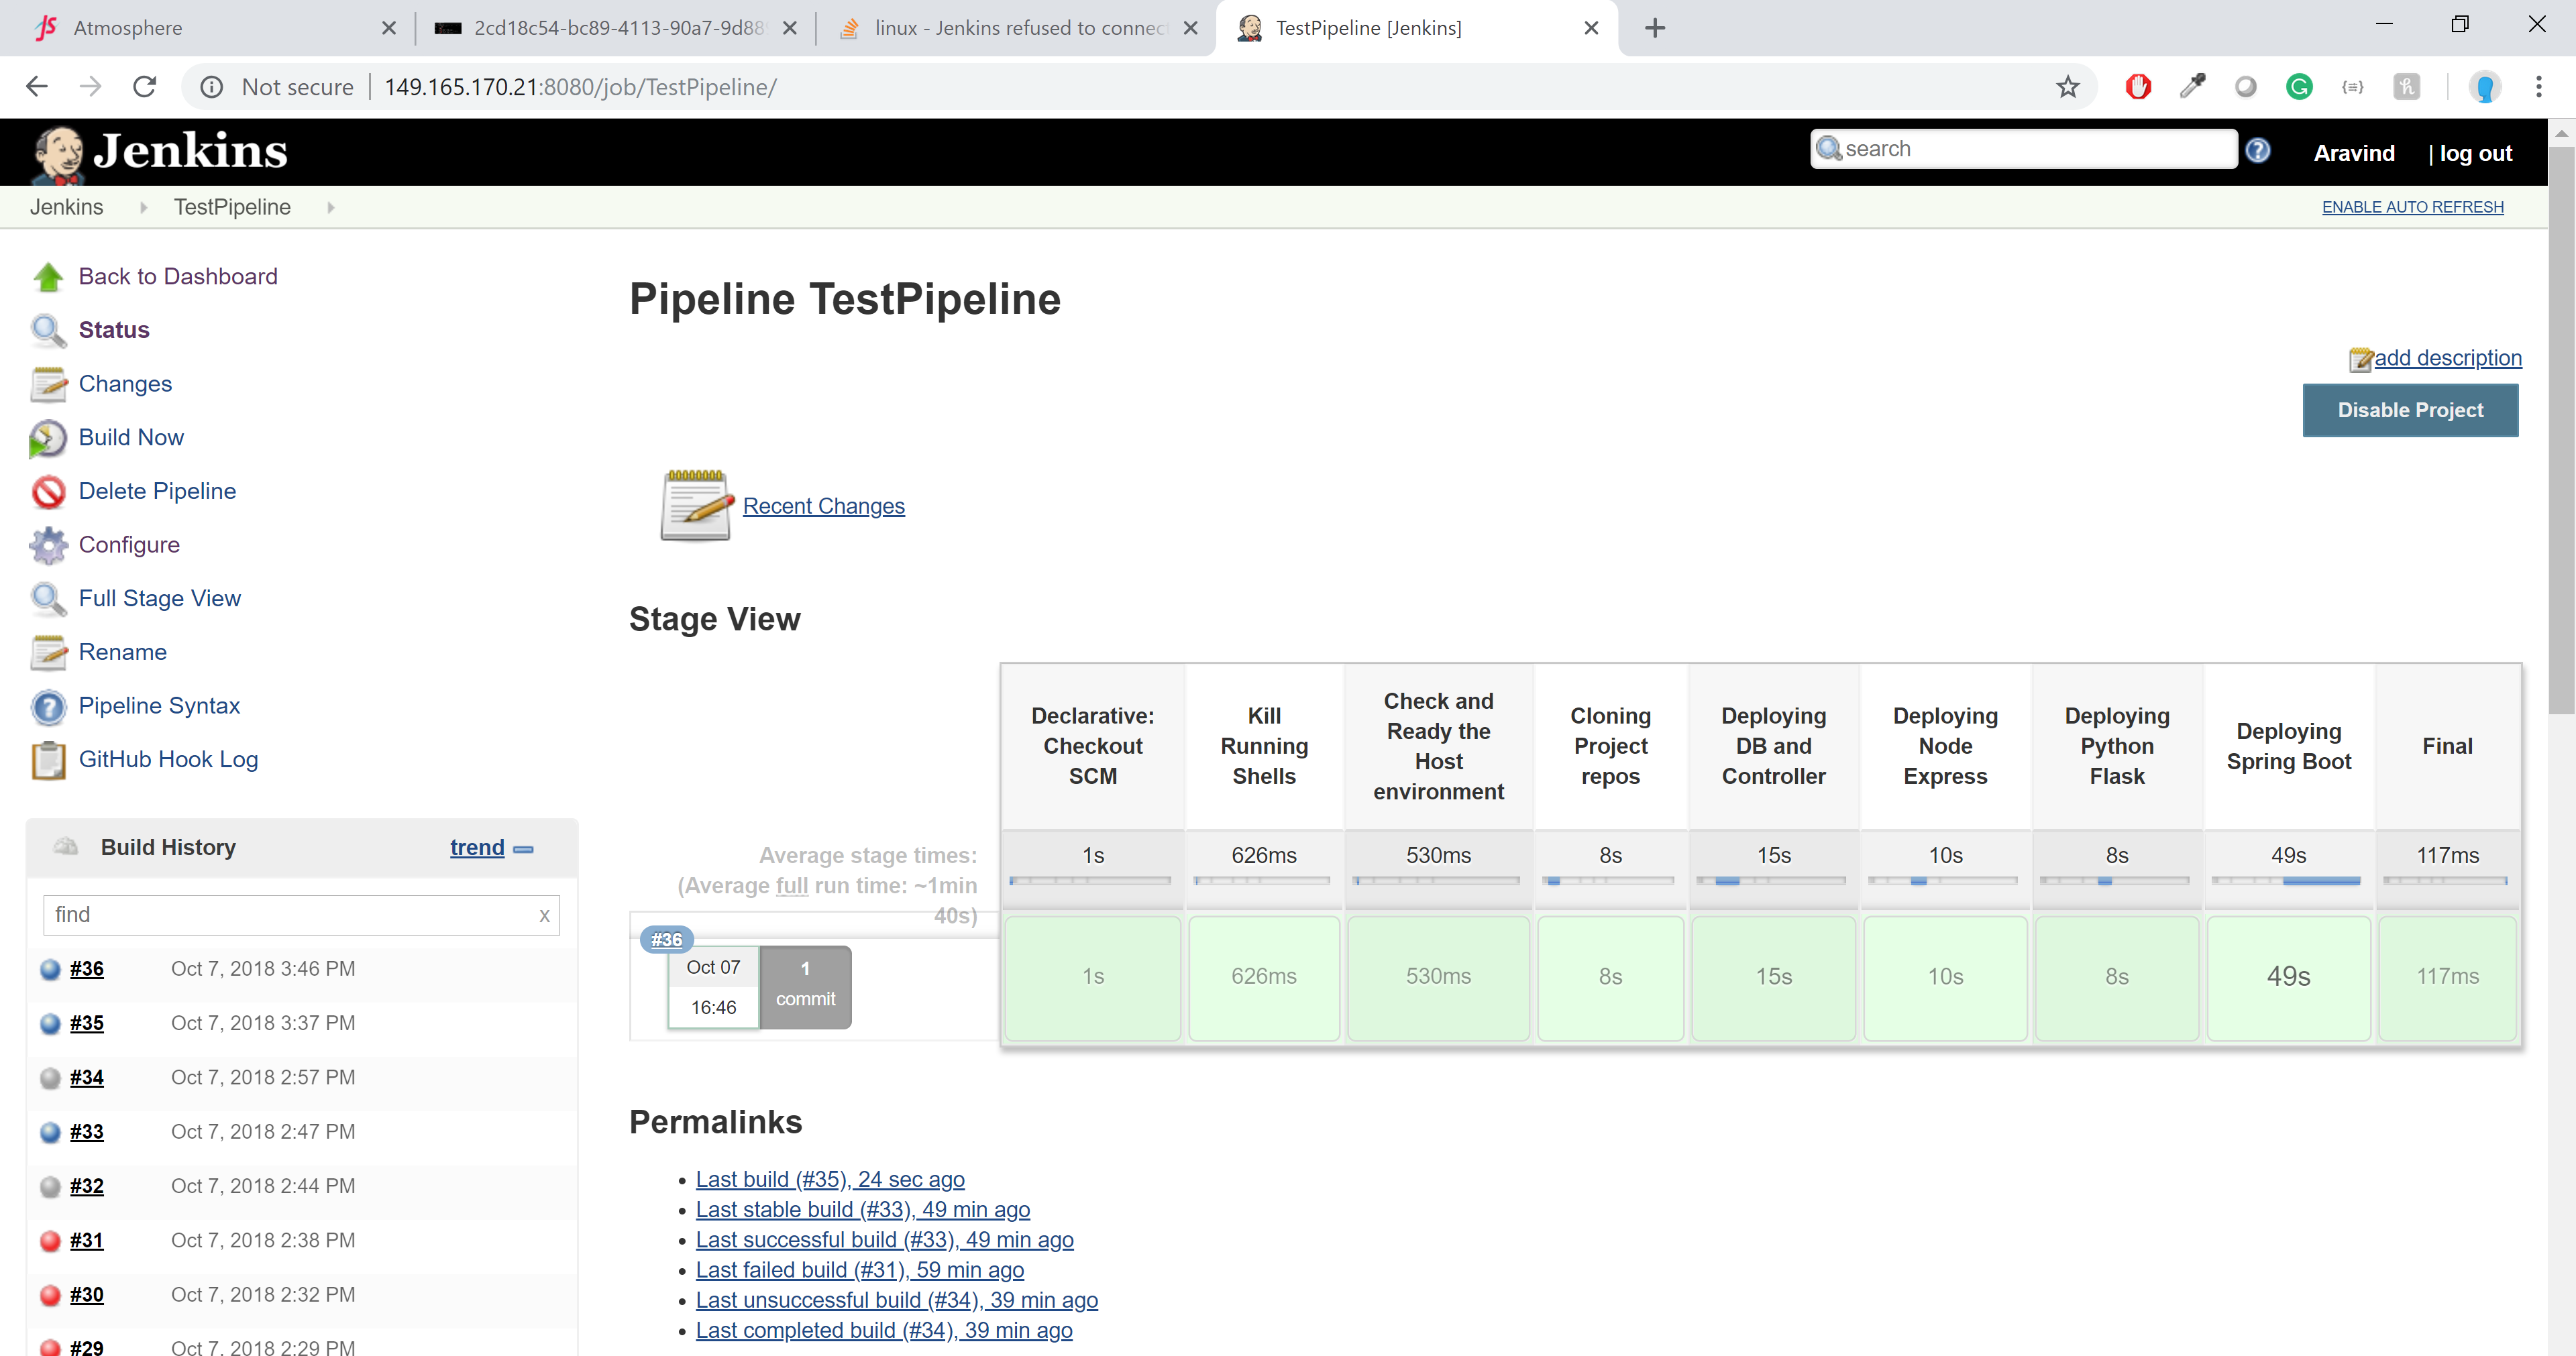 Atmosphere
2cd18c54-bc89-4113-90a7-9d88
linux - Jenkins refused to connect
TestPipeline [Jenkins]
Not secure | 149.165.170.21:8080/job/TestPipeline/
Jenkins
search
Aravind
| log out
Jenkins
TestPipeline
ENABLE AUTO REFRESH
Back to Dashboard
Status
Changes
Build Now
Delete Pipeline
Configure
Full Stage View
Rename
Pipeline Syntax
GitHub Hook Log
Build History
trend
find
x
#36 Oct 7, 2018 3:46 PM
#35 Oct 7, 2018 3:37 PM
#34 Oct 7, 2018 2:57 PM
#33 Oct 7, 2018 2:47 PM
#32 Oct 7, 2018 2:44 PM
#31 Oct 7, 2018 2:38 PM
#30 Oct 7, 2018 2:32 PM
#29 Oct 7, 2018 2:29 PM
Pipeline TestPipeline
add description
Disable Project
Recent Changes
Stage View
Declarative:
Checkout
SCM
Kill
Running
Shells
Check and
Ready the
Host
environment
Cloning
Project
repos
Deploying
DB and
Controller
Deploying
Node
Express
Deploying
Python
Flask
Deploying
Spring Boot
Final
Average stage times:
(Average full run time: ~1min
40s)
1s 626ms 530ms 8s 15s 10s 8s 49s 117ms
#36
Oct 07
16:46
1
commit
1s 626ms 530ms 8s 15s 10s 8s 49s 117ms
Permalinks
Last build (#35), 24 sec ago
Last stable build (#33), 49 min ago
Last successful build (#33), 49 min ago
Last failed build (#31), 59 min ago
Last unsuccessful build (#34), 39 min ago
Last completed build (#34), 39 min ago